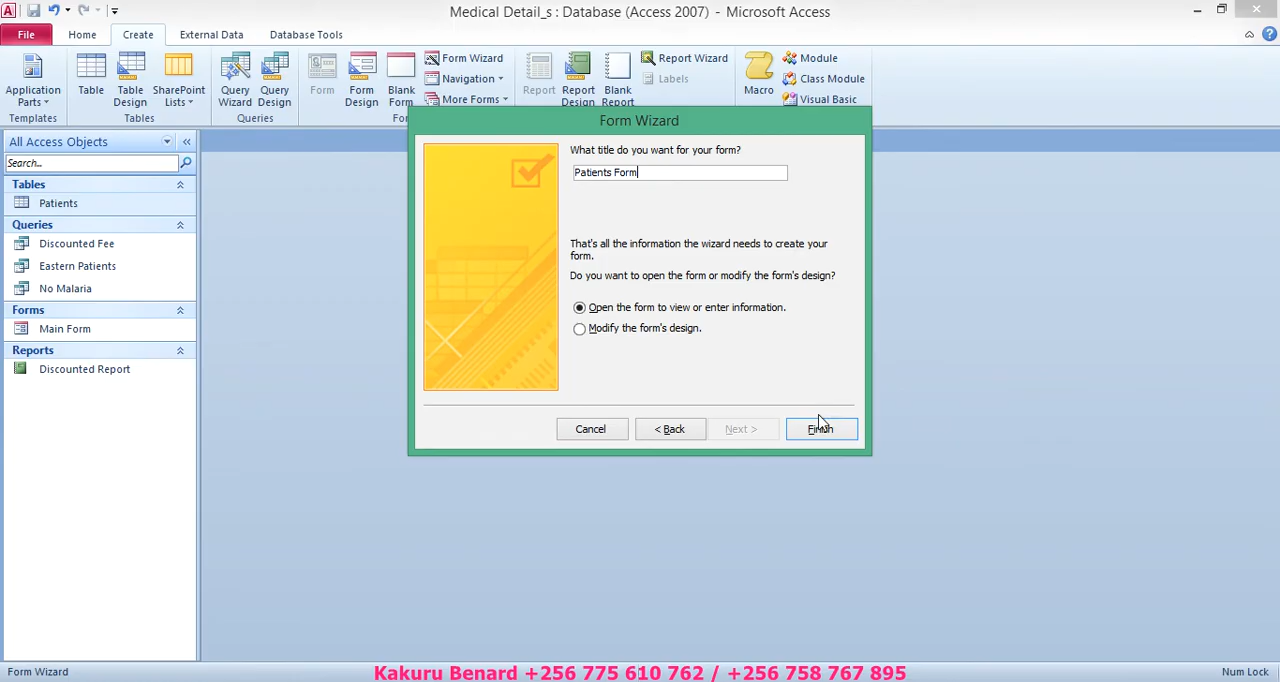 Medical Detail_s : Database (Access 2007) - Microsoft Access
File Home Create External Data Database Tools
Application Parts
Templates
Table
Table Design
SharePoint Lists
Tables
Query Wizard
Query Design
Queries
Form
Form Design
Blank Form
Form Wizard
Navigation
More Forms
Report
Report Design
Blank Report
Report Wizard
Labels
Macro
Module
Class Module
Visual Basic
All Access Objects
Search...
Tables
Patients
Queries
Discounted Fee
Eastern Patients
No Malaria
Forms
Main Form
Reports
Discounted Report
Form Wizard
What title do you want for your form?
Patients Form
That's all the information the wizard needs to create your
form.
Do you want to open the form or modify the form's design?
Open the form to view or enter information.
Modify the form's design.
Cancel < Back Next > Finish
Form Wizard
Kakuru Benard +256 775 610 762 / +256 758 767 895
Num Lock